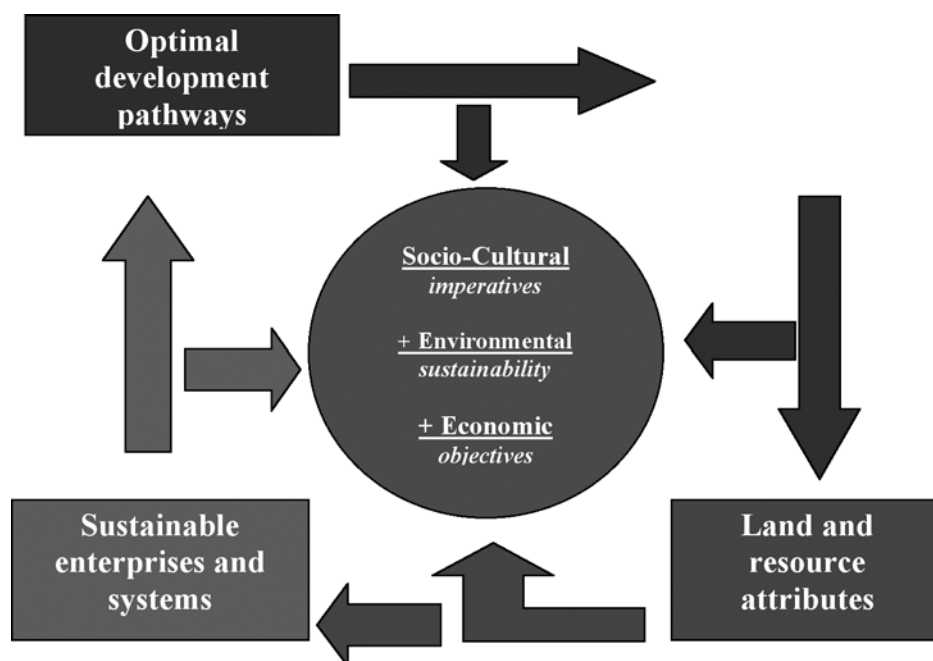 Optimal
development
pathways
Socio-Cultural
imperatives
+ Environmental
sustainability
+ Economic
objectives
Sustainable
enterprises and
systems
Land and
resource
attributes